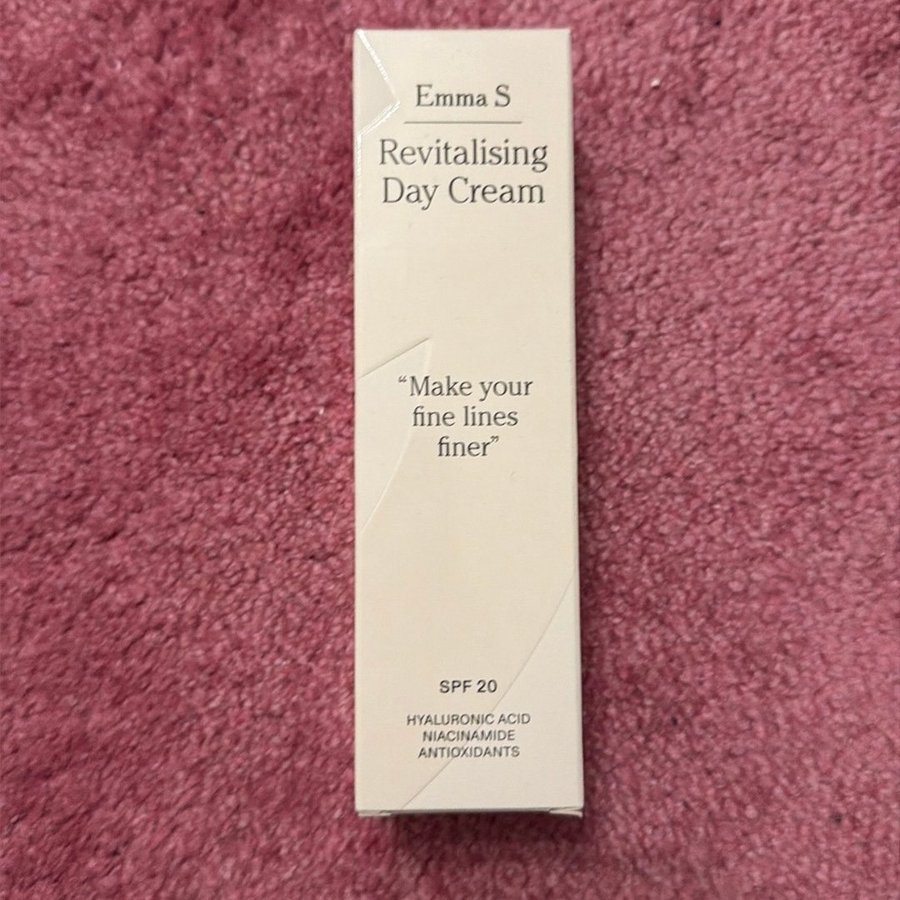 Emma S
Revitalising
Day Cream
“Make your
fine lines
finer”
SPF 20
HYALURONIC ACID
NIACINAMIDE
ANTIOXIDANTS